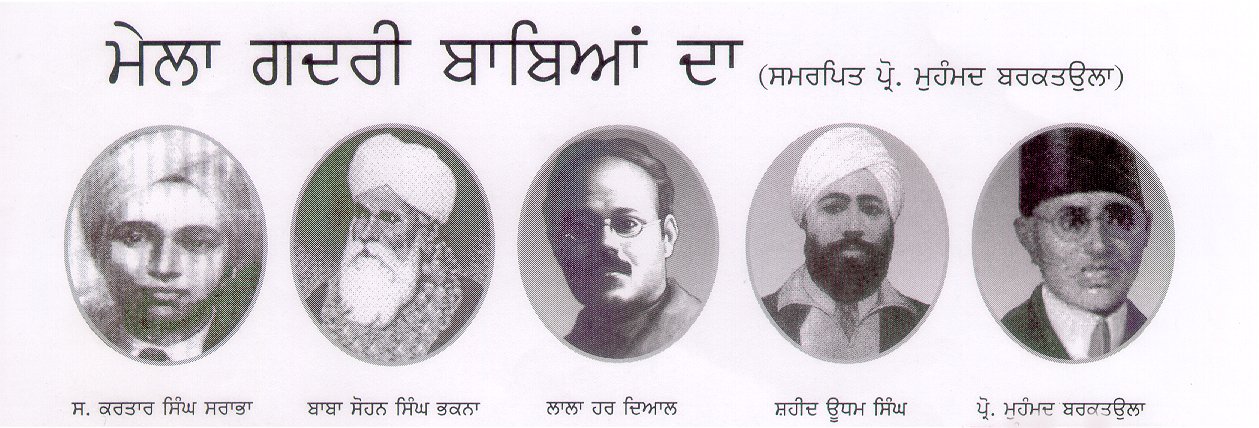 ਮੇਲਾ ਗਦਰੀ ਬਾਬਿਆਂ ਦਾ (ਸਮਰਪਿਤ ਪ੍ਰੋ. ਮੁਹੰਮਦ ਬਰਕਤਉਲਾ)
ਸ. ਕਰਤਾਰ ਸਿੰਘ ਸਰਾਭਾ ਬਾਬਾ ਸੋਹਨ ਸਿੰਘ ਭਕਨਾ ਲਾਲਾ ਹਰ ਦਿਆਲ ਸ਼ਹੀਦ ਊਧਮ ਸਿੰਘ ਪ੍ਰੋ. ਮੁਹੰਮਦ ਬਰਕਤਉਲਾ